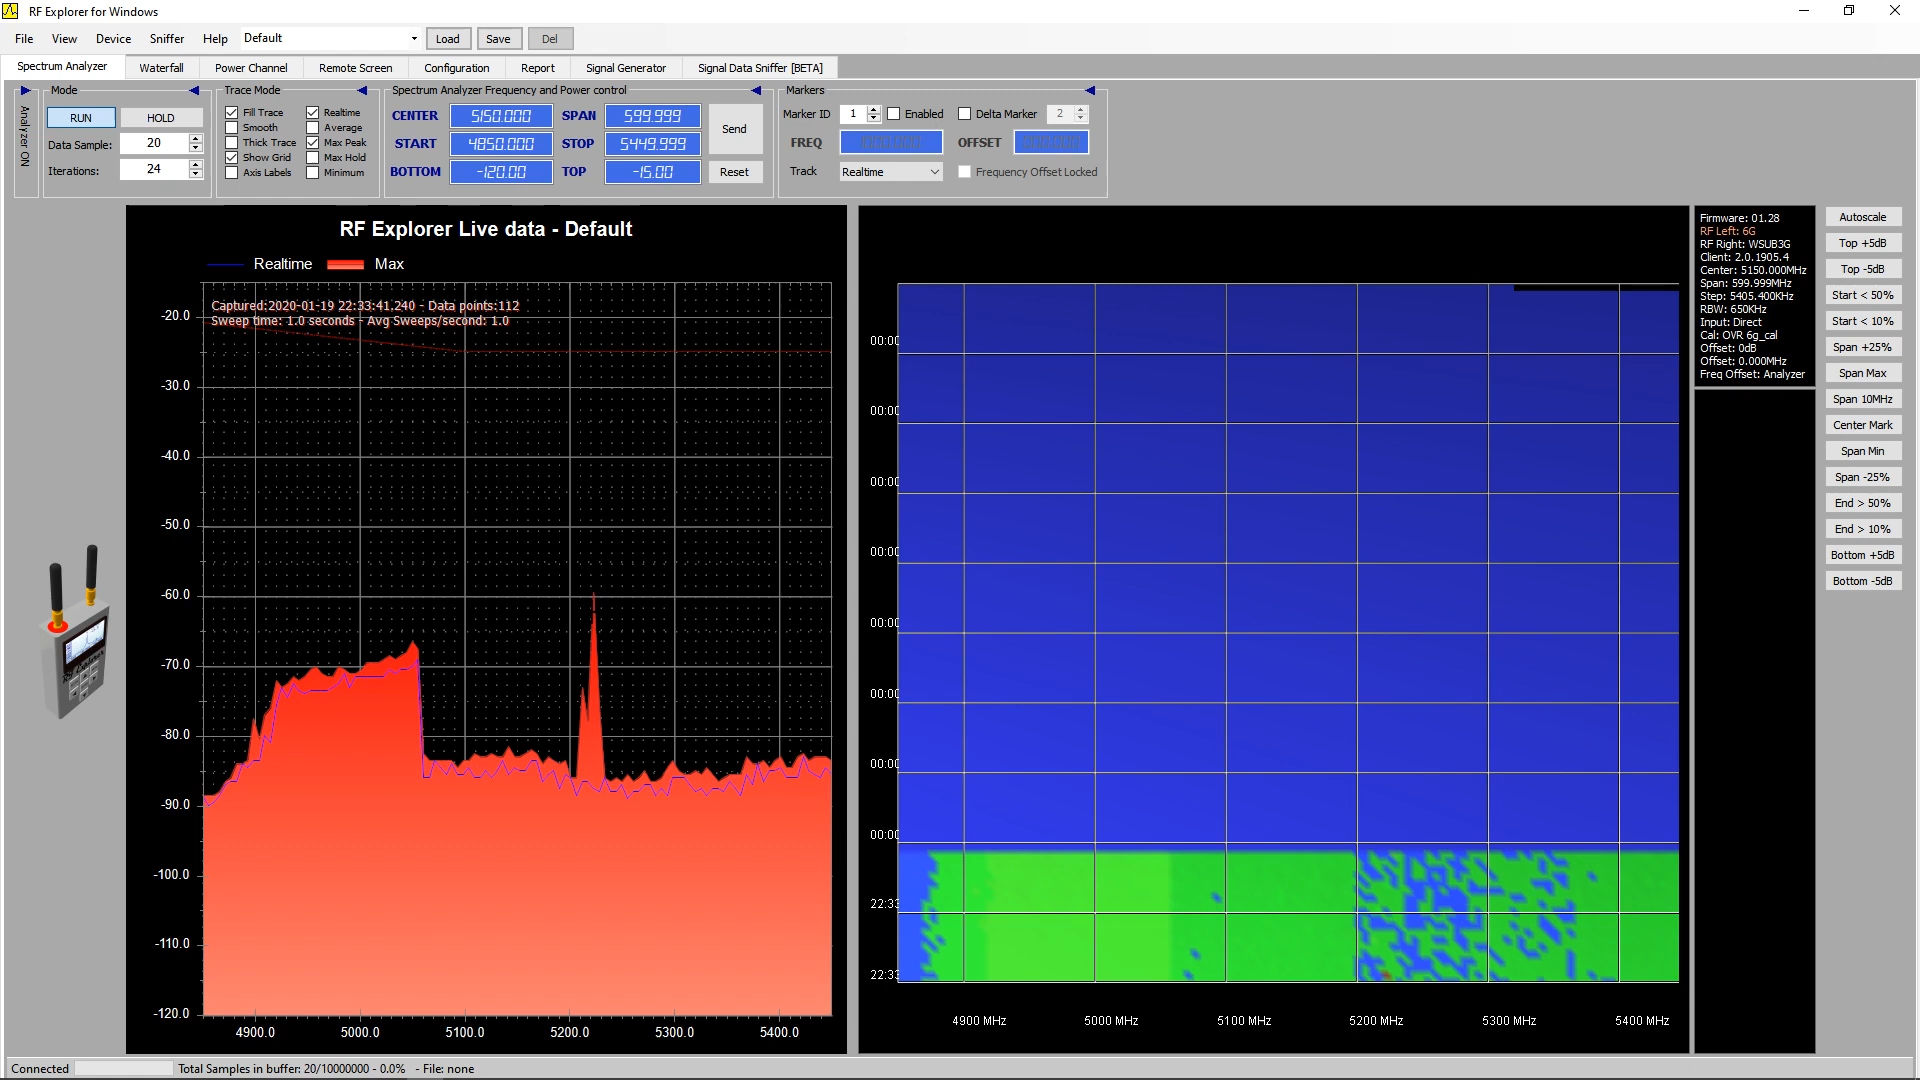 RF Explorer for Windows
File View Device Sniffer Help Default Load Save Del
Spectrum Analyzer Waterfall Power Channel Remote Screen Configuration Report Signal Generator Signal Data Sniffer [BETA]
Analyzer ON
Mode
RUN HOLD
Data Sample: 20
Iterations: 24
Trace Mode
Fill Trace Realtime
Smooth Average
Thick Trace Max Peak
Show Grid Max Hold
Axis Labels Minimum
Spectrum Analyzer Frequency and Power control
CENTER 5150.000 SPAN 599.999
START 4850.000 STOP 5449.999
BOTTOM -120.00 TOP -15.00
Send
Reset
Markers
Marker ID 1 Enabled Delta Marker 2
FREQ OFFSET
Track Realtime Frequency Offset Locked
RF Explorer Live data - Default
Realtime Max
Captured:2020-01-19 22:33:41.240 - Data points:112
Sweep time: 1.0 seconds - Avg Sweeps/second: 1.0
-20.0
-30.0
-40.0
-50.0
-60.0
-70.0
-80.0
-90.0
-100.0
-110.0
-120.0
4900.0 5000.0 5100.0 5200.0 5300.0 5400.0
00:00
00:00
00:00
00:00
00:00
00:00
00:00
00:00
22:33
22:33
4900 MHz 5000 MHz 5100 MHz 5200 MHz 5300 MHz 5400 MHz
Firmware: 01.28
RF Left: 6G
RF Right: WSUB3G
Client: 2.0.1905.4
Center: 5150.000MHz
Span: 599.999MHz
Step: 5405.400KHz
RBW: 650KHz
Input: Direct
Cal: OVR 6g_cal
Offset: 0dB
Offset: 0.000MHz
Freq Offset: Analyzer
Autoscale
Top +5dB
Top -5dB
Start < 50%
Start < 10%
Span +25%
Span Max
Span 10MHz
Center Mark
Span Min
Span -25%
End > 50%
End > 10%
Bottom +5dB
Bottom -5dB
Connected Total Samples in buffer: 20/10000000 - 0.0% - File: none